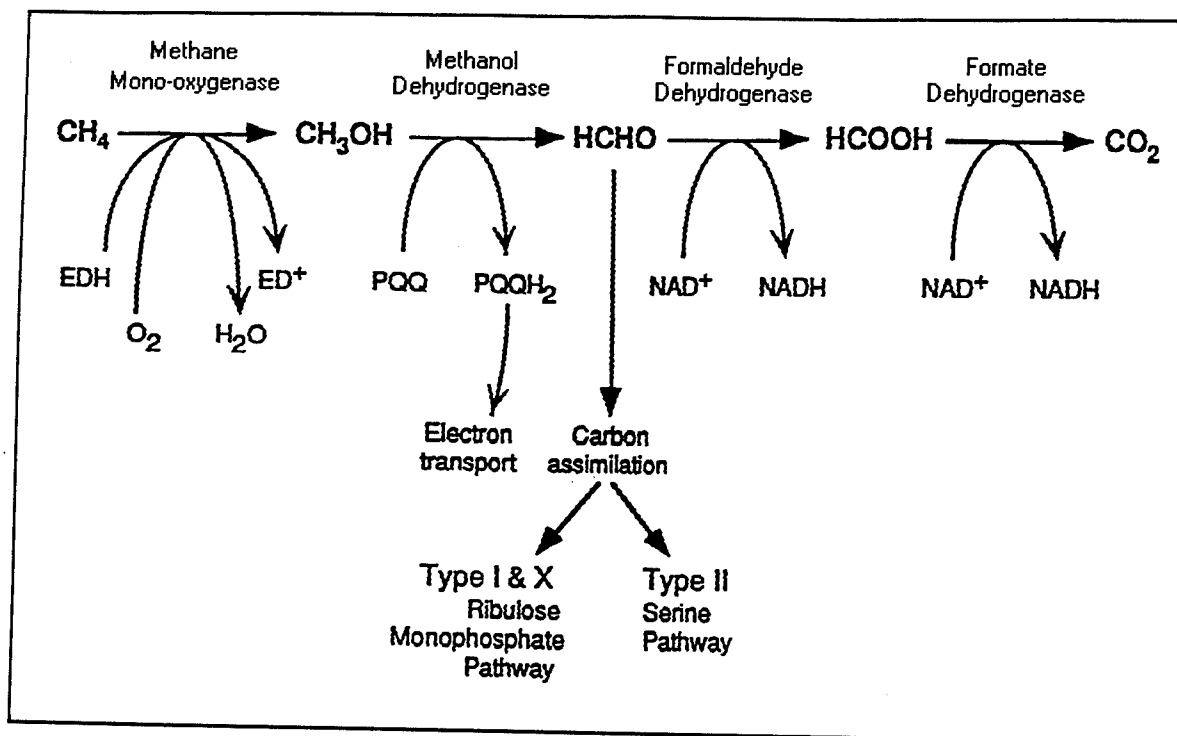 Methane
Mono-oxygenase
Methanol
Dehydrogenase
Formaldehyde
Dehydrogenase
Formate
Dehydrogenase
CH₄
CH₃OH
HCHO
HCOOH
CO₂
EDH
O₂
H₂O
ED⁺
PQQ
PQQH₂
NAD⁺
NADH
NAD⁺
NADH
Electron
transport
Carbon
assimilation
Type I & X
Ribulose
Monophosphate
Pathway
Type II
Serine
Pathway